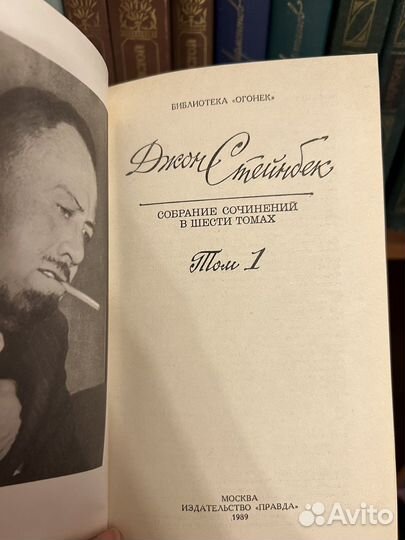 БИБЛИОТЕКА «ОГОНЕК»
Джон Стейнбек
СОБРАНИЕ СОЧИНЕНИЙ
В ШЕСТИ ТОМАХ
Том 1
МОСКВА
ИЗДАТЕЛЬСТВО «ПРАВДА»
1989
Avito